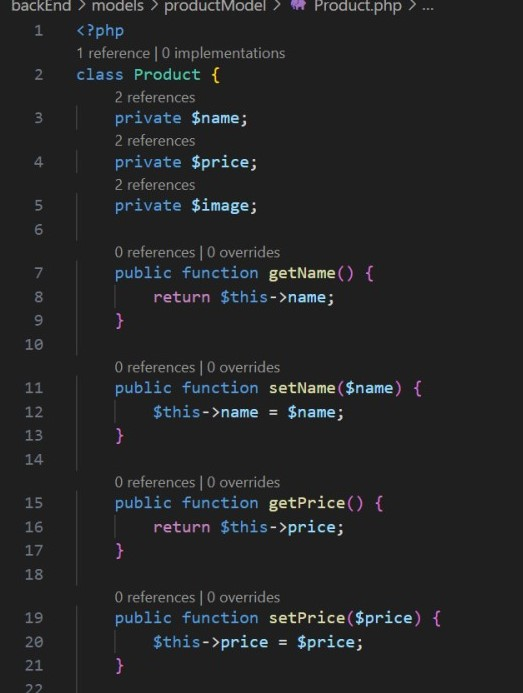 backEnd > models > productModel > Product.php > ...
1 <?php
1 reference | 0 implementations
2 class Product {
2 references
3 private $name;
2 references
4 private $price;
2 references
5 private $image;
6
0 references | 0 overrides
7 public function getName() {
8 return $this->name;
9 }
10
0 references | 0 overrides
11 public function setName($name) {
12 $this->name = $name;
13 }
14
0 references | 0 overrides
15 public function getPrice() {
16 return $this->price;
17 }
18
0 references | 0 overrides
19 public function setPrice($price) {
20 $this->price = $price;
21 }
22